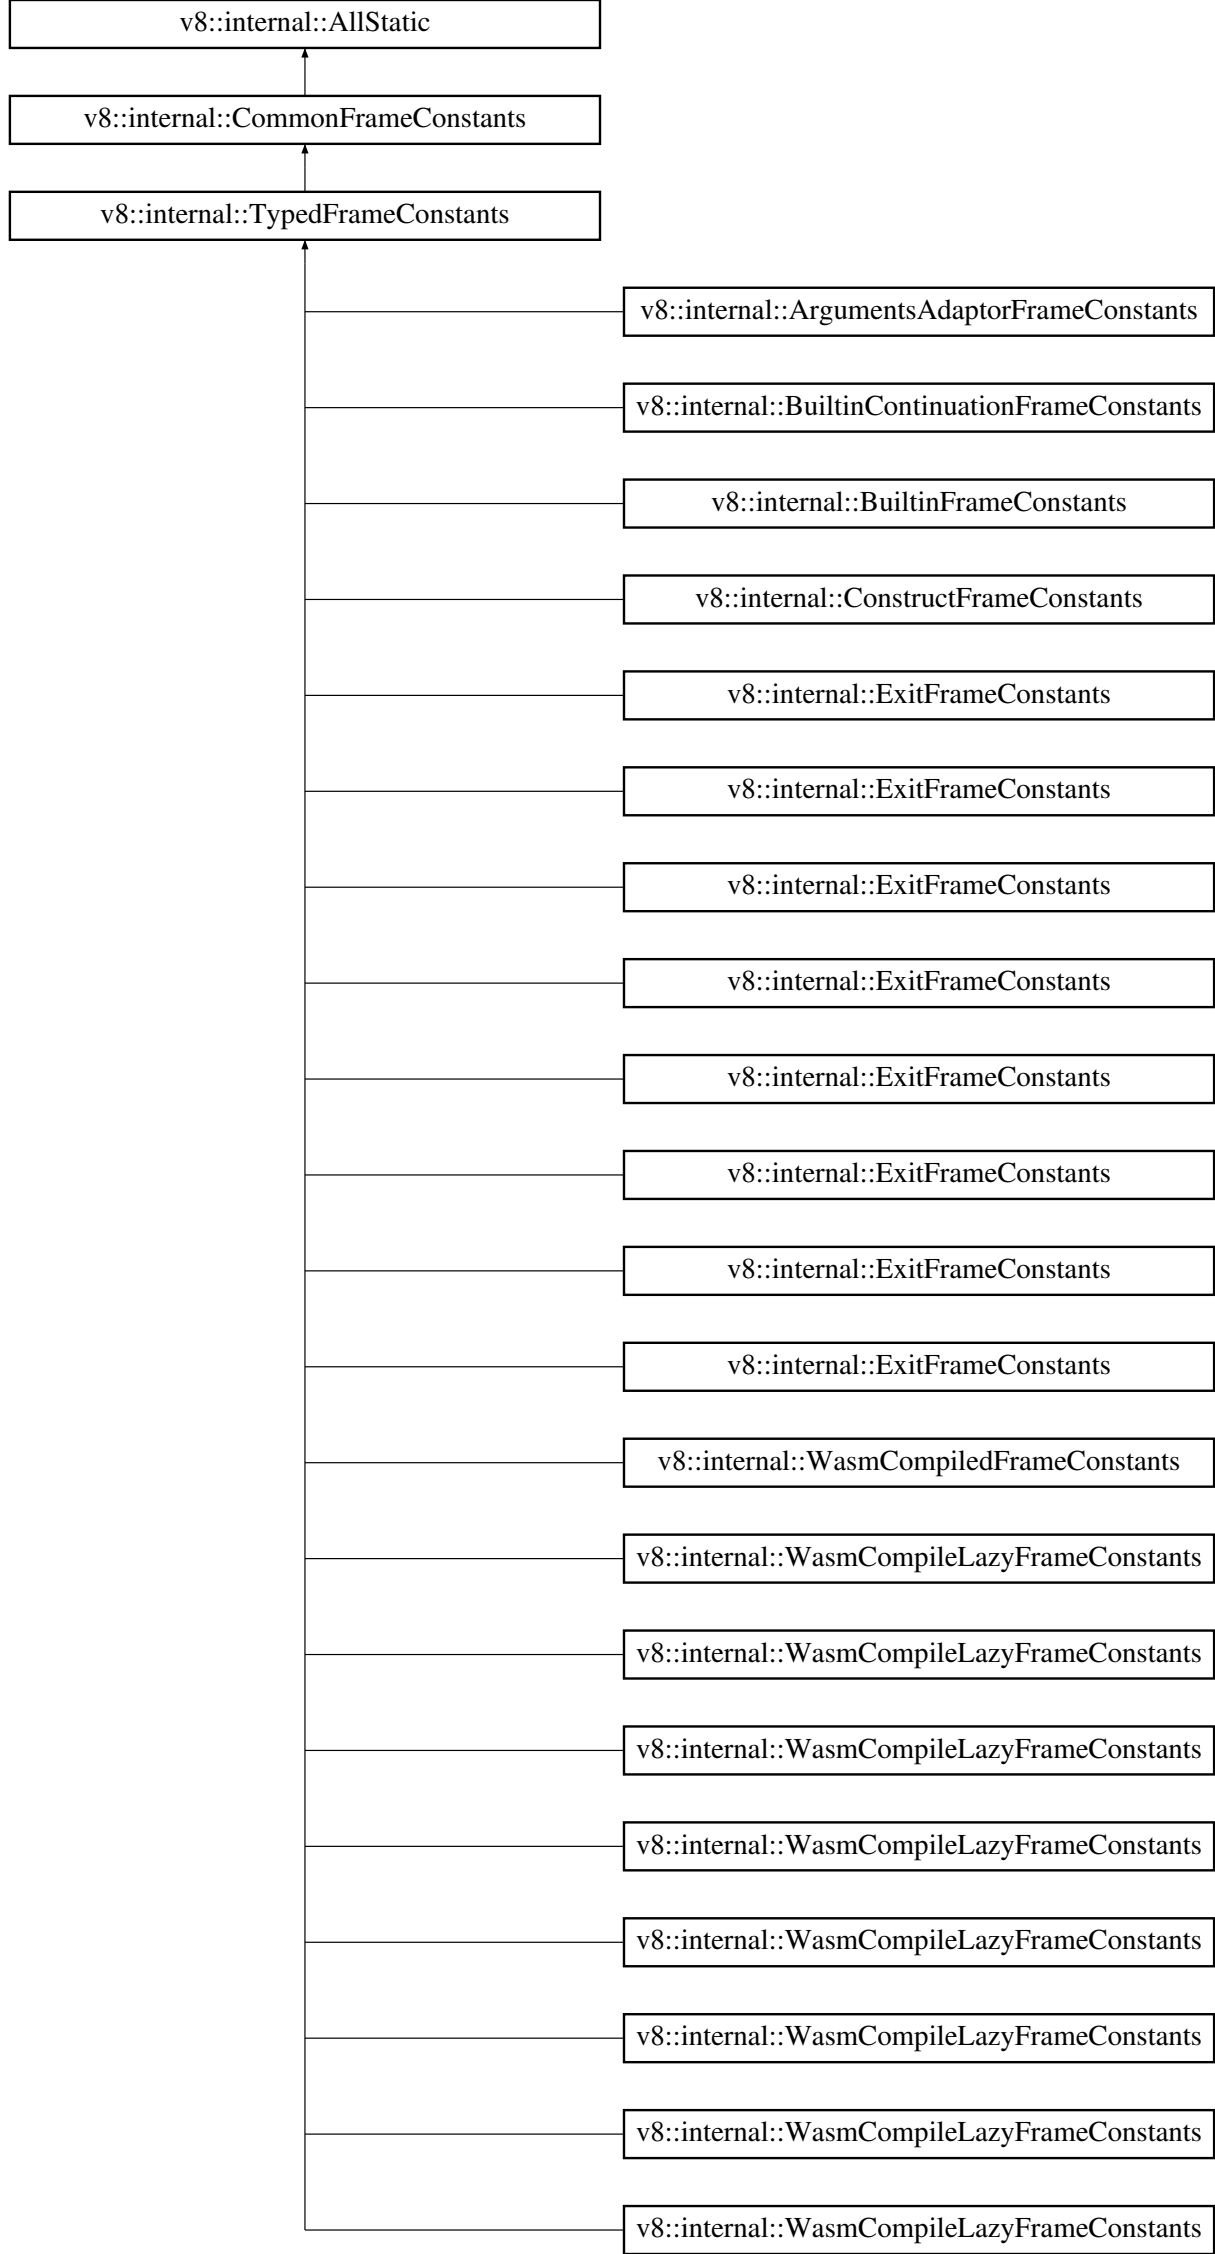 v8::internal::AllStatic
v8::internal::CommonFrameConstants
v8::internal::TypedFrameConstants
v8::internal::ArgumentsAdaptorFrameConstants
v8::internal::BuiltinContinuationFrameConstants
v8::internal::BuiltinFrameConstants
v8::internal::ConstructFrameConstants
v8::internal::ExitFrameConstants
v8::internal::ExitFrameConstants
v8::internal::ExitFrameConstants
v8::internal::ExitFrameConstants
v8::internal::ExitFrameConstants
v8::internal::ExitFrameConstants
v8::internal::ExitFrameConstants
v8::internal::ExitFrameConstants
v8::internal::WasmCompiledFrameConstants
v8::internal::WasmCompileLazyFrameConstants
v8::internal::WasmCompileLazyFrameConstants
v8::internal::WasmCompileLazyFrameConstants
v8::internal::WasmCompileLazyFrameConstants
v8::internal::WasmCompileLazyFrameConstants
v8::internal::WasmCompileLazyFrameConstants
v8::internal::WasmCompileLazyFrameConstants
v8::internal::WasmCompileLazyFrameConstants